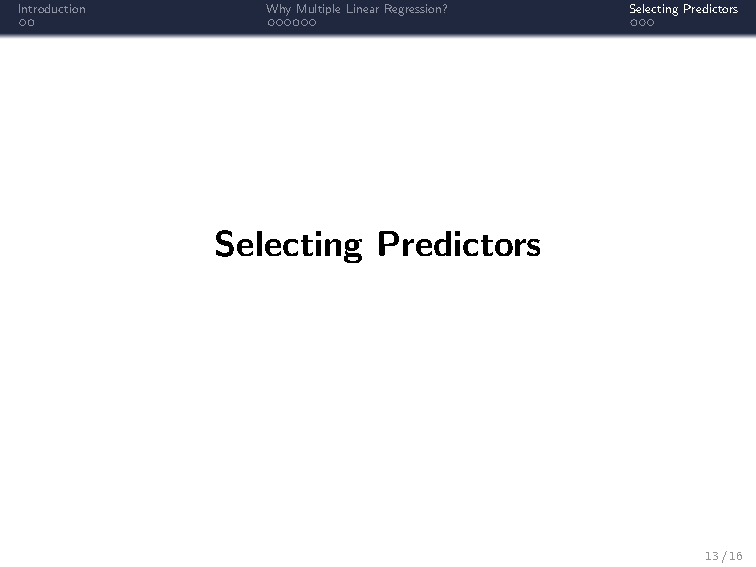 Introduction
Why Multiple Linear Regression?
Selecting Predictors
Selecting Predictors
13 / 16